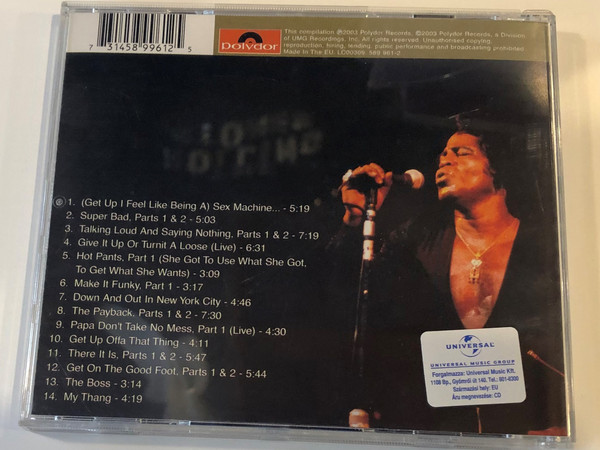 7 31458 99612 5
polydor
This compilation ℗2003 Polydor Records. ©2003 Polydor Records, a Division
of UMG Recordings, Inc. All rights reserved. Unauthorised copying,
reproduction, hiring, lending, public performance and broadcasting prohibited.
Made In The EU. LC00309. 589 961-2
® 1. (Get Up I Feel Like Being A) Sex Machine... - 5:19
2. Super Bad, Parts 1 & 2 - 5:03
3. Talking Loud And Saying Nothing, Parts 1 & 2 - 7:19
4. Give It Up Or Turnit A Loose (Live) - 6:31
5. Hot Pants, Part 1 (She Got To Use What She Got,
To Get What She Wants) - 3:09
6. Make It Funky, Part 1 - 3:17
7. Down And Out In New York City - 4:46
8. The Payback, Parts 1 & 2 - 7:30
9. Papa Don't Take No Mess, Part 1 (Live) - 4:30
10. Get Up Offa That Thing - 4:11
11. There It Is, Parts 1 & 2 - 5:47
12. Get On The Good Foot, Parts 1 & 2 - 5:44
13. The Boss - 3:14
14. My Thang - 4:19
UNIVERSAL
UNIVERSAL MUSIC GROUP
Forgalmazza: Universal Music Kft.
1108 Bp., Gyömrői út 140. Tel.: 801-6300
Származási hely: EU
Áru megnevezése: CD